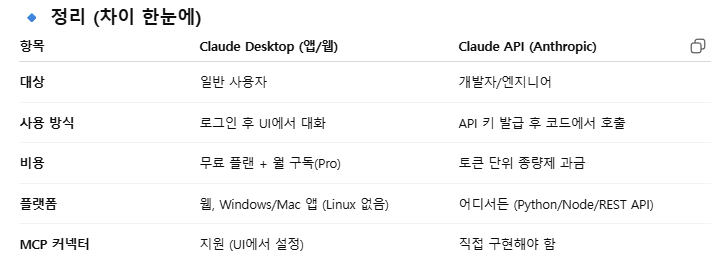 정리 (차이 한눈에)
항목 Claude Desktop (앱/웹) Claude API (Anthropic)
대상 일반 사용자 개발자/엔지니어
사용 방식 로그인 후 UI에서 대화 API 키 발급 후 코드에서 호출
비용 무료 플랜 + 월 구독(Pro) 토큰 단위 종량제 과금
플랫폼 웹, Windows/Mac 앱 (Linux 없음) 어디서든 (Python/Node/REST API)
MCP 커넥터 지원 (UI에서 설정) 직접 구현해야 함